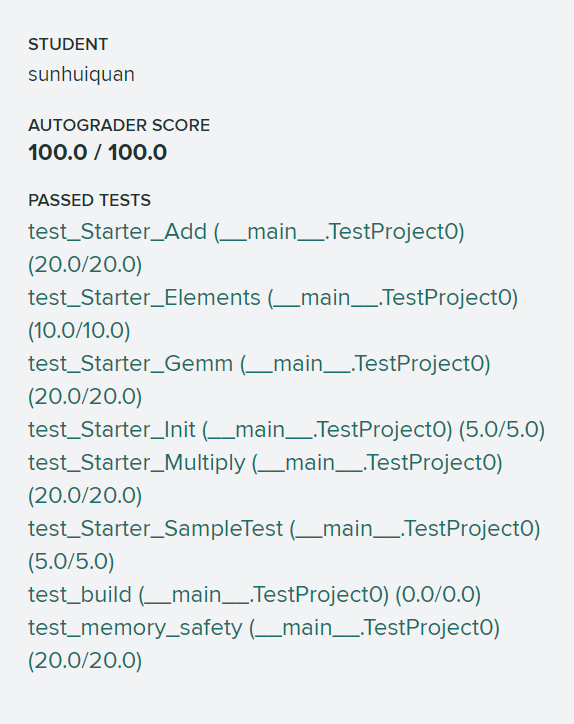 STUDENT
sunhuiquan
AUTOGRADER SCORE
100.0 / 100.0
PASSED TESTS
test_Starter_Add (__main__.TestProject0)
(20.0/20.0)
test_Starter_Elements (__main__.TestProject0)
(10.0/10.0)
test_Starter_Gemm (__main__.TestProject0)
(20.0/20.0)
test_Starter_Init (__main__.TestProject0) (5.0/5.0)
test_Starter_Multiply (__main__.TestProject0)
(20.0/20.0)
test_Starter_SampleTest (__main__.TestProject0)
(5.0/5.0)
test_build (__main__.TestProject0) (0.0/0.0)
test_memory_safety (__main__.TestProject0)
(20.0/20.0)